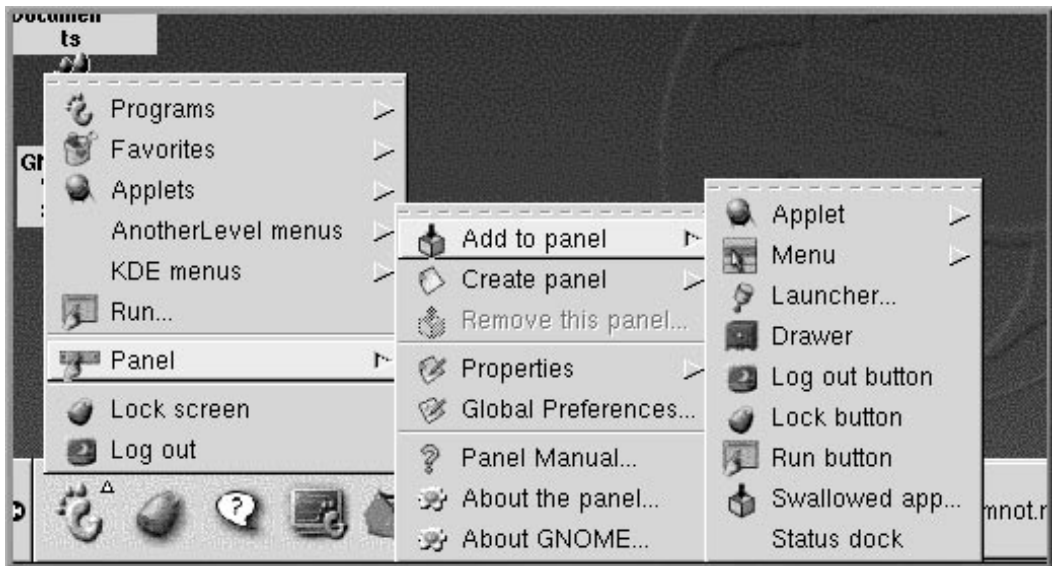 ts
Programs
Favorites
Applets
AnotherLevel menus
KDE menus
Run...
Panel
Lock screen
Log out
Add to panel
Create panel
Remove this panel...
Properties
Global Preferences...
Panel Manual...
About the panel...
About GNOME...
Applet
Menu
Launcher...
Drawer
Log out button
Lock button
Run button
Swallowed app...
Status dock